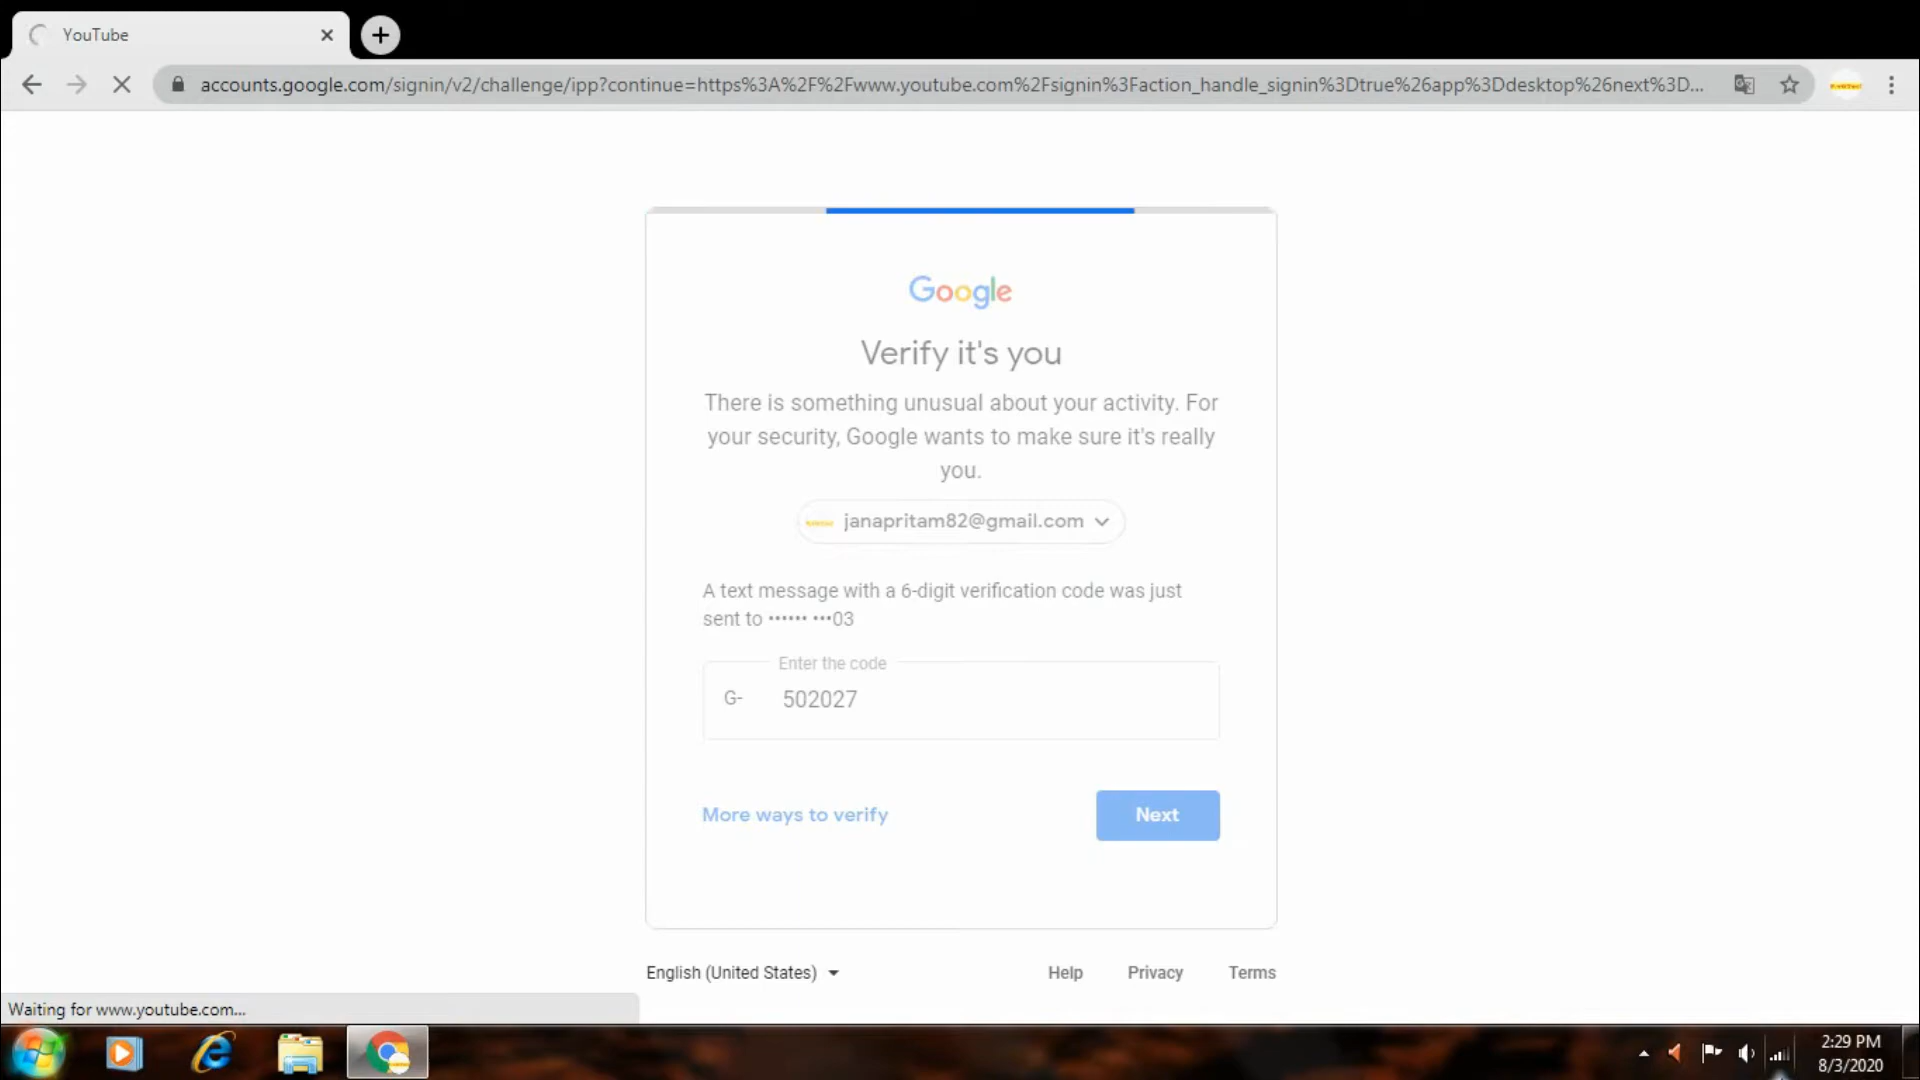 YouTube
accounts.google.com/signin/v2/challenge/ipp?continue=https%3A%2F%2Fwww.youtube.com%2Fsignin%3Faction_handle_signin%3Dtrue%26app%3Ddesktop%26next%3D...
Google
Verify it's you
There is something unusual about your activity. For
your security, Google wants to make sure it's really
you.
janapritam82@gmail.com
A text message with a 6-digit verification code was just
sent to •••••• •••03
Enter the code
G- 502027
More ways to verify
Next
English (United States)
Help Privacy Terms
Waiting for www.youtube.com...
2:29 PM
8/3/2020